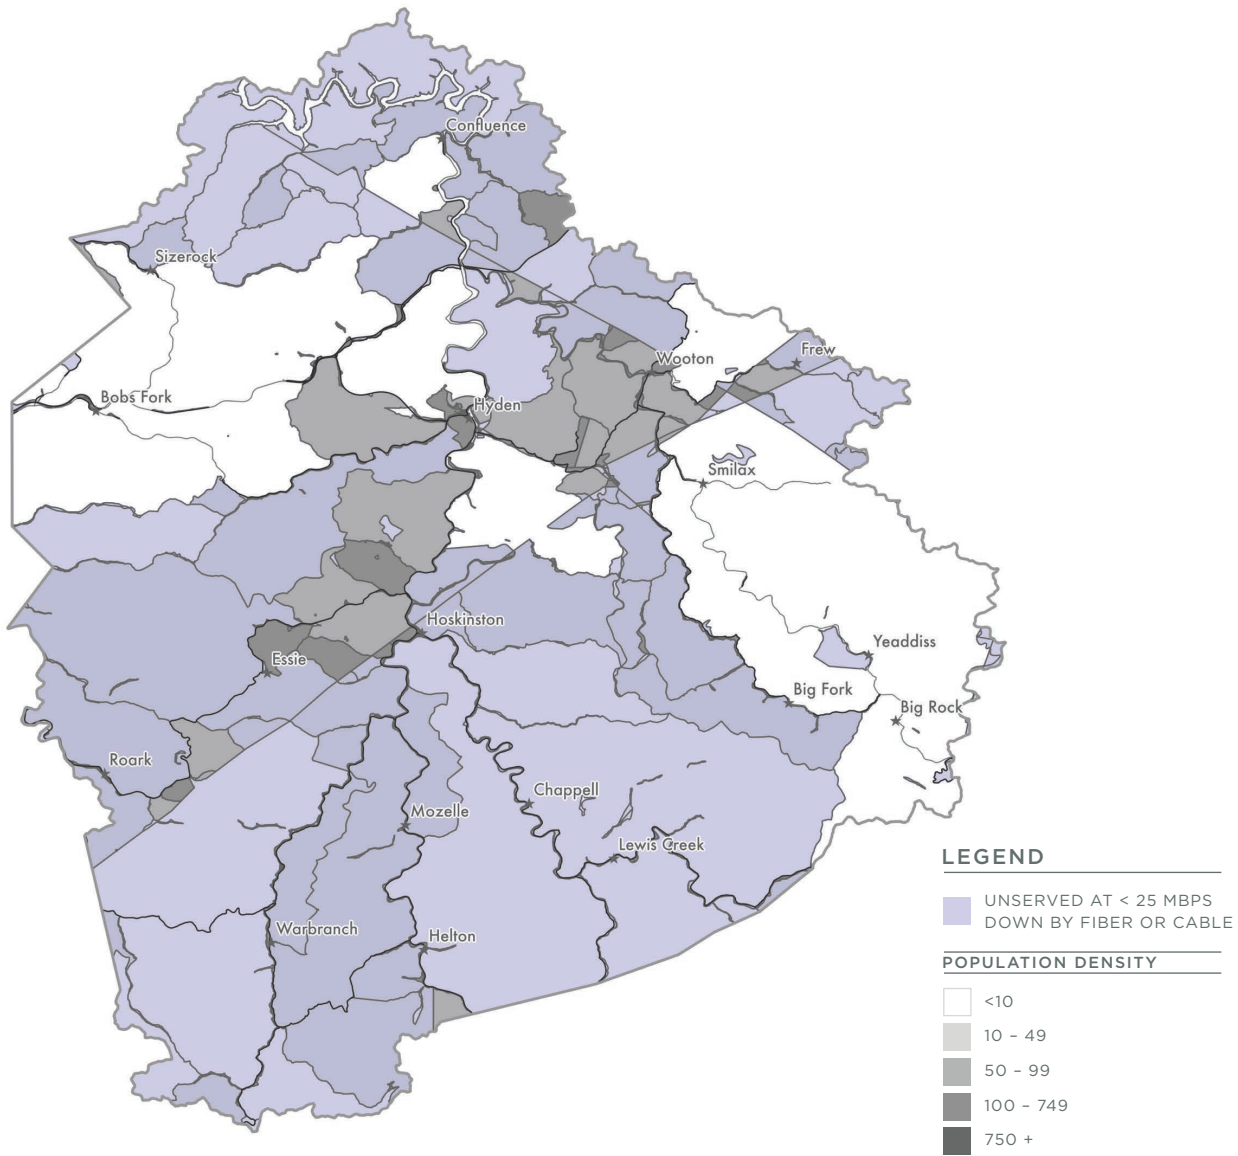 Confluence
Sizerock
Wooton
Frew
Bobs Fork
Hyden
Smilax
Hoskinston
Yeaddiss
Essie
Big Fork
Big Rock
Roark
Chappell
Mozelle
Lewis Creek
Warbranch
Helton
LEGEND
UNSERVED AT < 25 MBPS
DOWN BY FIBER OR CABLE
POPULATION DENSITY
<10
10 – 49
50 – 99
100 – 749
750 +